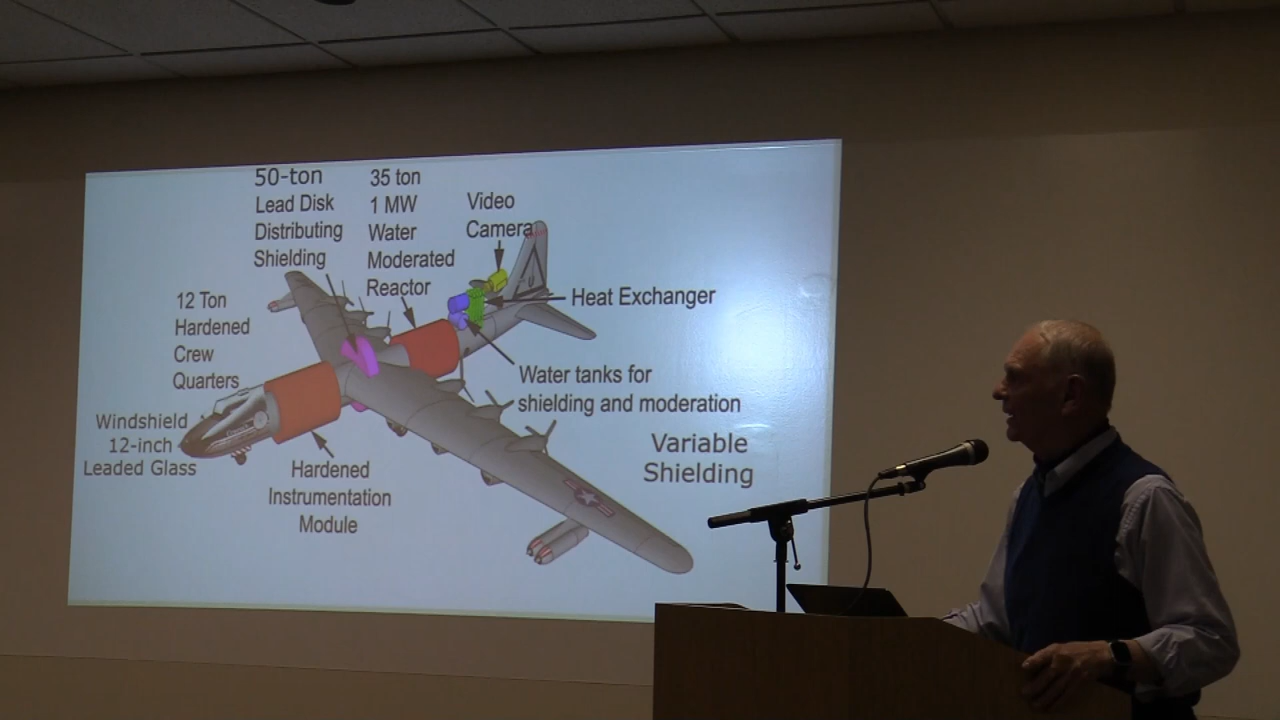 50-ton
Lead Disk
Distributing
Shielding
35 ton
1 MW
Water
Moderated
Reactor
Video
Camera
Heat Exchanger
12 Ton
Hardened
Crew
Quarters
Water tanks for
shielding and moderation
Windshield
12-inch
Leaded Glass
Variable
Shielding
Hardened
Instrumentation
Module